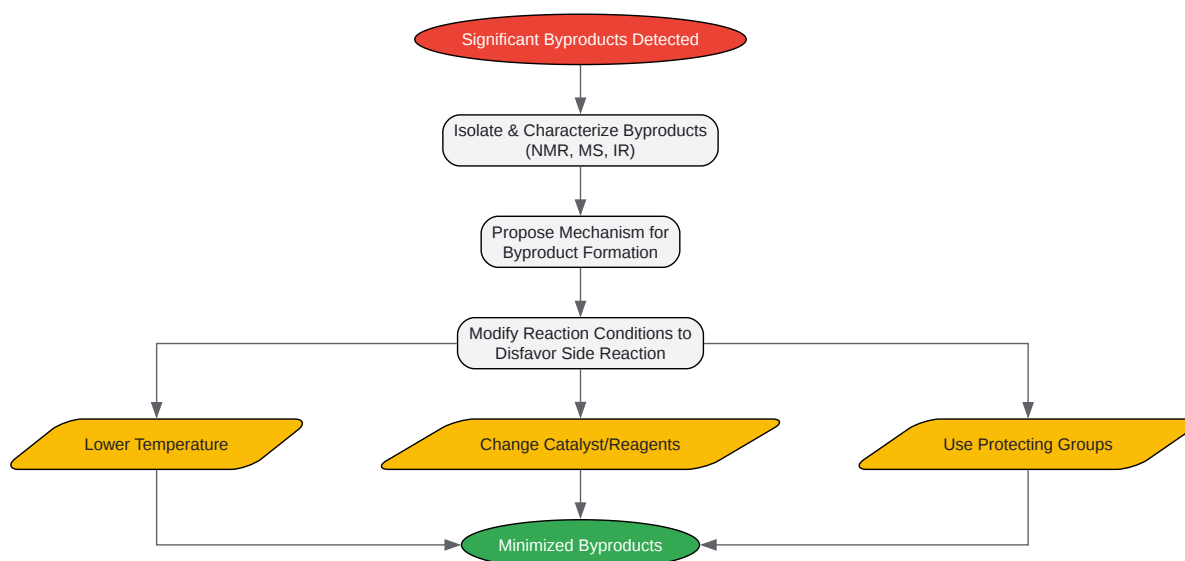 Significant Byproducts Detected
Isolate & Characterize Byproducts
(NMR, MS, IR)
Propose Mechanism for
Byproduct Formation
Modify Reaction Conditions to
Disfavor Side Reaction
Lower Temperature
Change Catalyst/Reagents
Use Protecting Groups
Minimized Byproducts